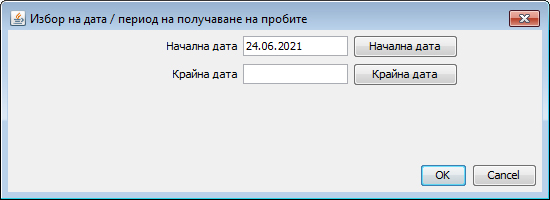 Избор на дата / период на получаване на пробите
Начална дата 24.06.2021 Начална дата
Крайна дата Крайна дата
OK Cancel